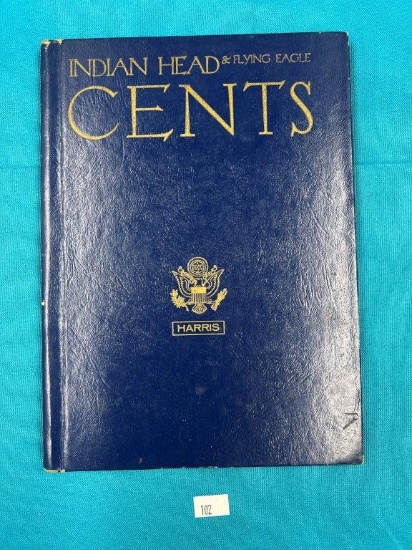 INDIAN HEAD & FLYING EAGLE
CENTS
HARRIS
102